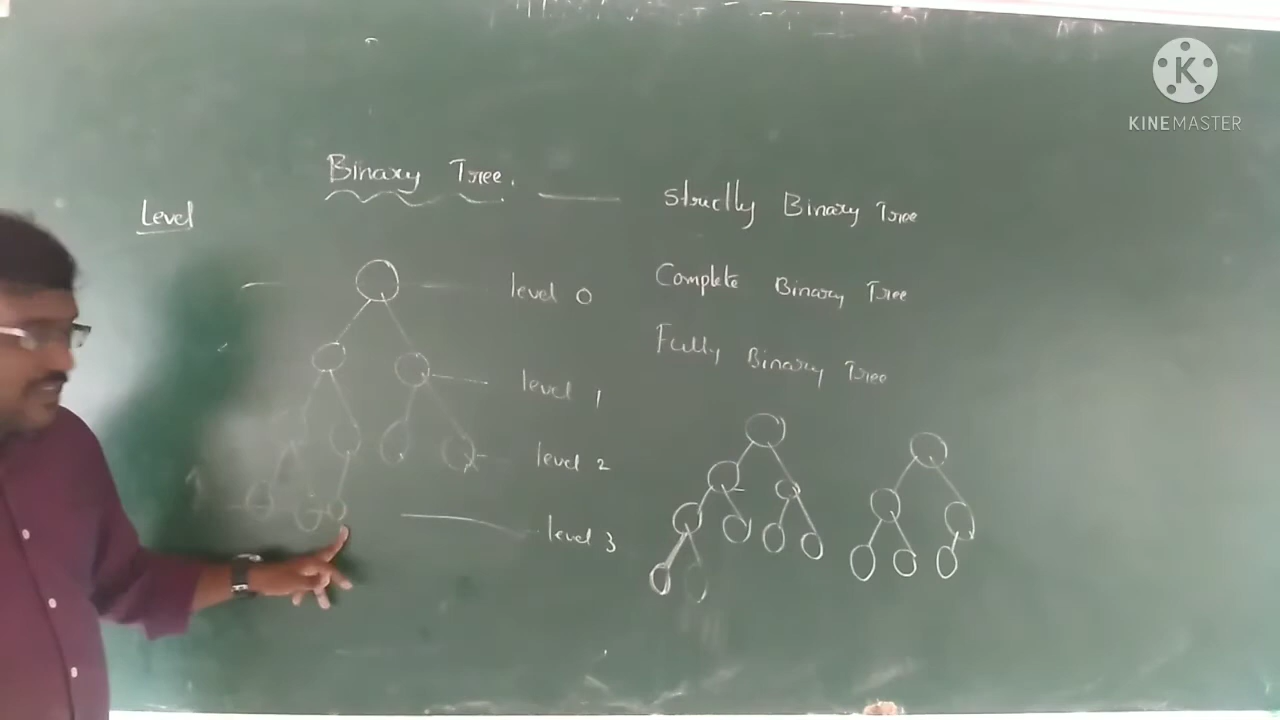 KINEMASTER
Binary Tree.
Strictly Binary Tree
Level
Complete Binary Tree
level 0
Fully Binary Tree
level 1
level 2
level 3